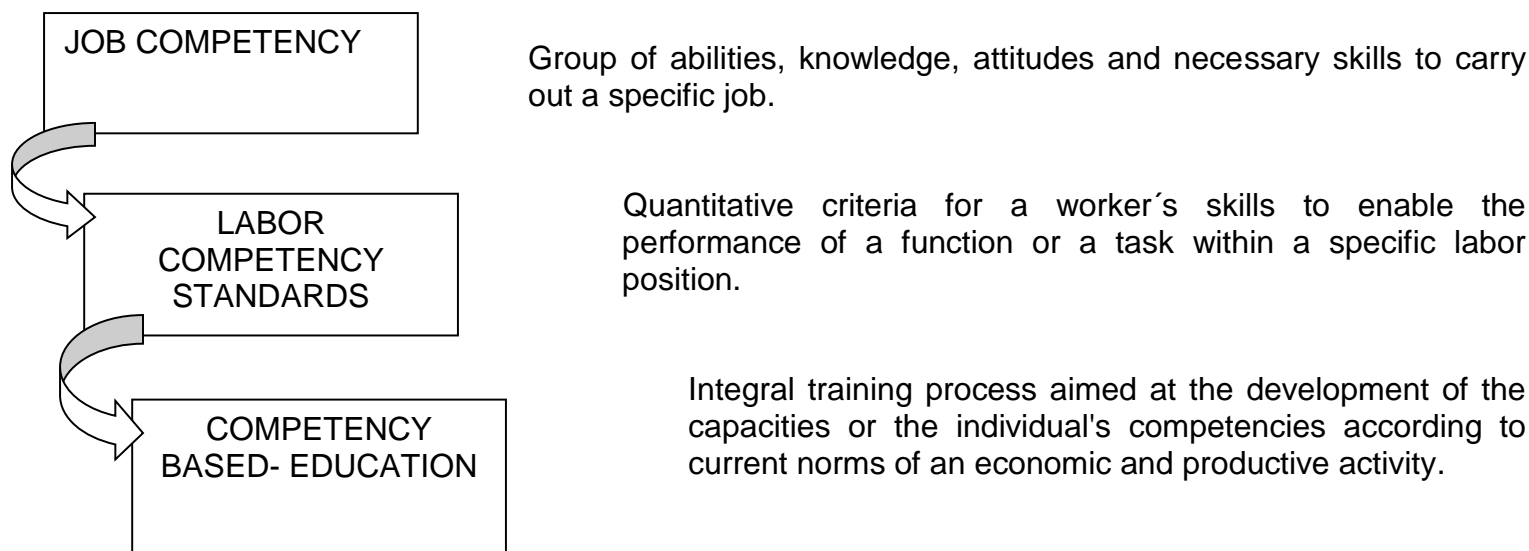 JOB COMPETENCY
Group of abilities, knowledge, attitudes and necessary skills to carry
out a specific job.
LABOR
COMPETENCY
STANDARDS
Quantitative criteria for a worker´s skills to enable the
performance of a function or a task within a specific labor
position.
COMPETENCY
BASED- EDUCATION
Integral training process aimed at the development of the
capacities or the individual's competencies according to
current norms of an economic and productive activity.